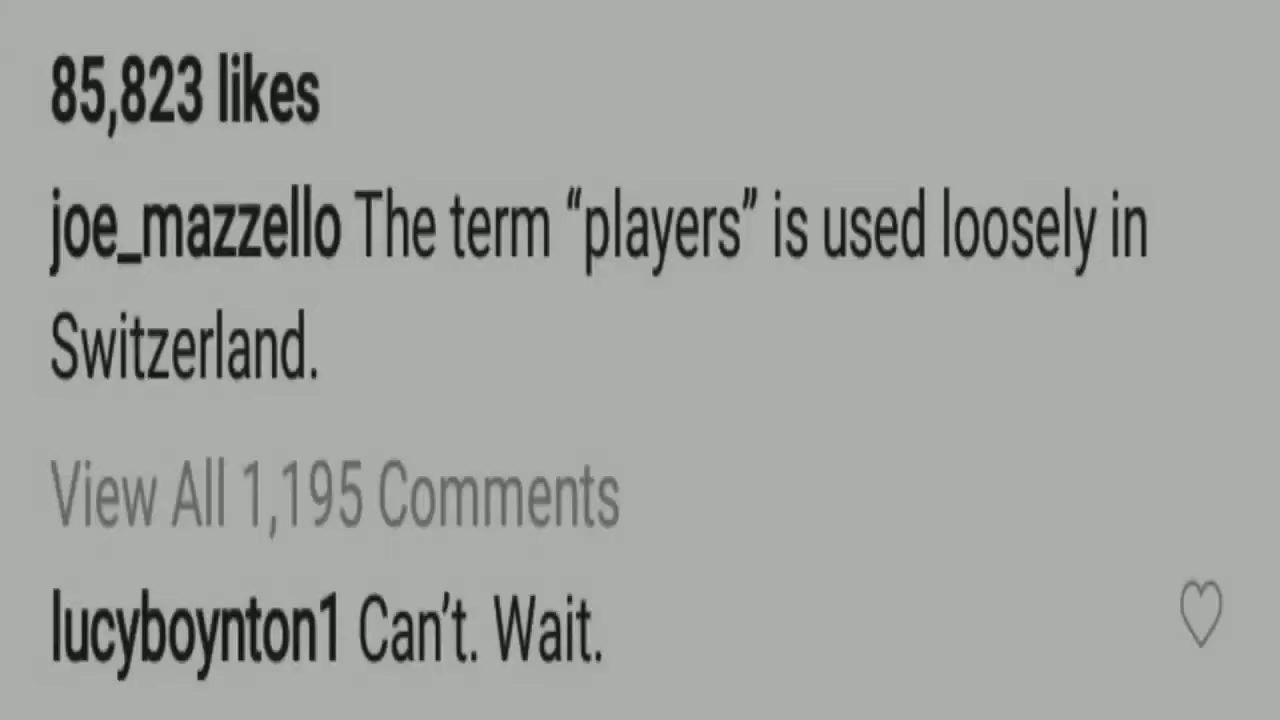 85,823 likes
joe_mazzello The term “players” is used loosely in
Switzerland.
View All 1,195 Comments
lucyboynton1 Can’t. Wait.